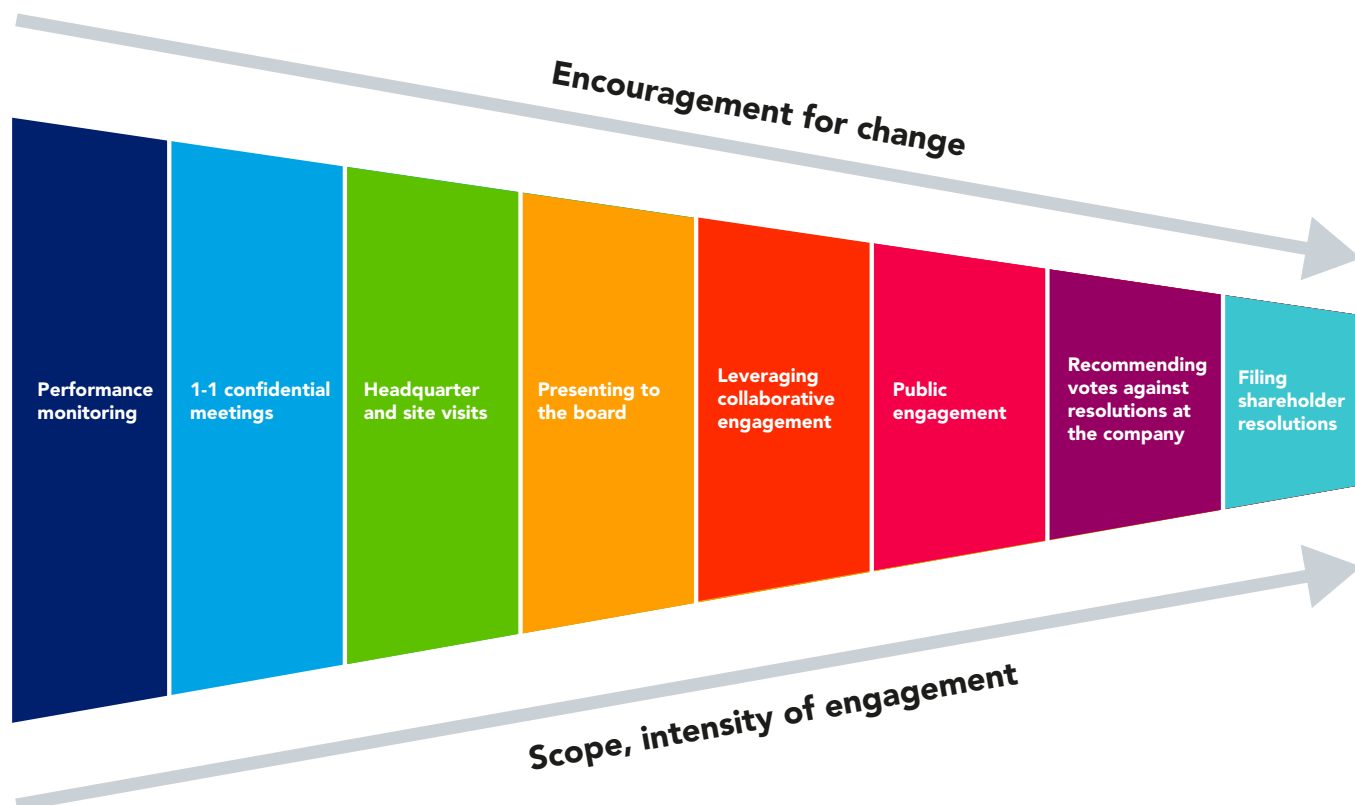 Encouragement for change
Performance
monitoring
1-1 confidential
meetings
Headquarter
and site visits
Presenting to
the board
Leveraging
collaborative
engagement
Public
engagement
Recommending
votes against
resolutions at
the company
Filing
shareholder
resolutions
Scope, intensity of engagement